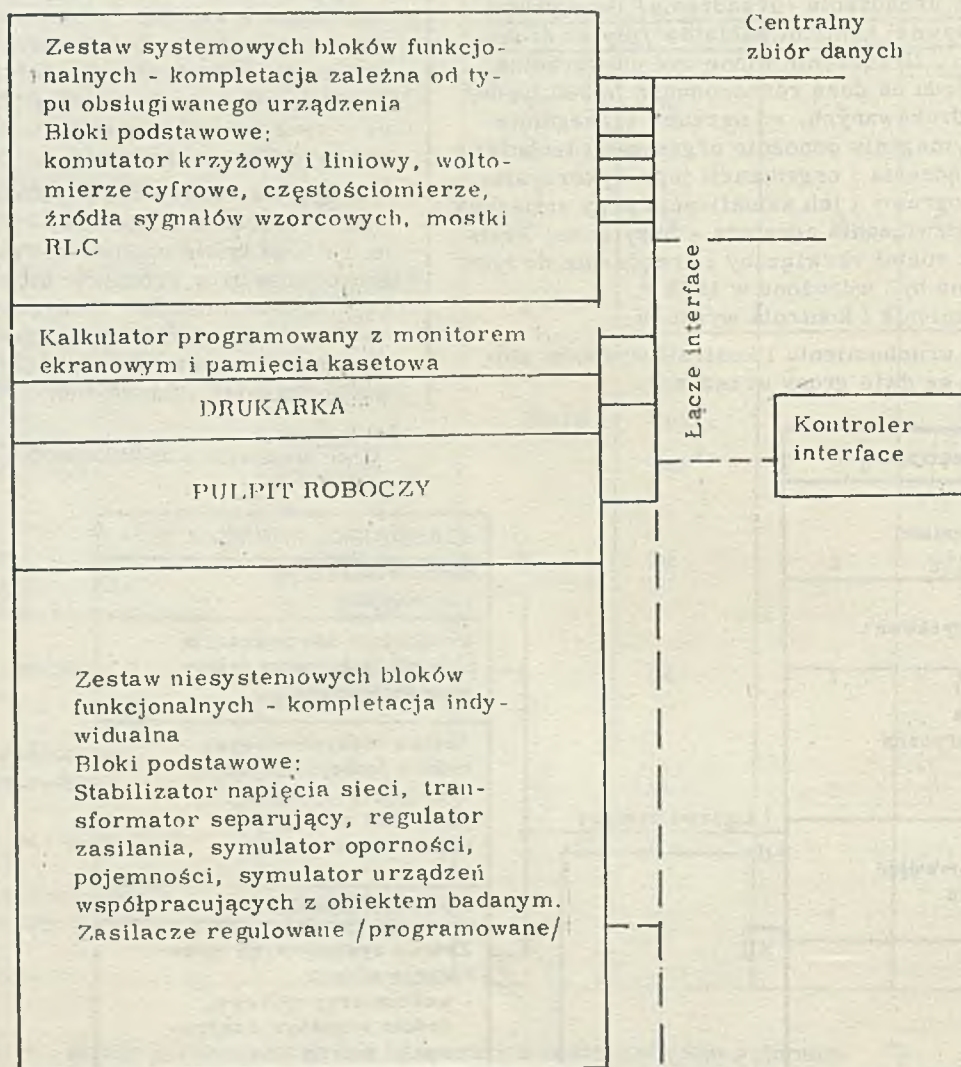 Centralny
zbiór danych
Zestaw systemowych bloków funkcjo-
nalnych - kompletacja zależna od ty-
pu obsługiwanego urządzenia
Bloki podstawowe:
komutator krzyżowy i liniowy, wolto-
mierze cyfrowe, częstościomierze,
źródła sygnałów wzorcowych, mostki
RLC
Łącze interface
Kalkulator programowany z monitorem
ekranowym i pamięcia kasetowa
DRUKARKA
Kontroler
interface
PULPIT ROBOCZY
Zestaw niesystemowych bloków
funkcjonalnych - kompletacja indy-
widualna
Bloki podstawowe:
Stabilizator napięcia sieci, tran-
sformator separujący, regulator
zasilania, symulator oporności,
pojemności, symulator urządzeń
współpracujących z obiektem badanym.
Zasilacze regulowane /programowane/